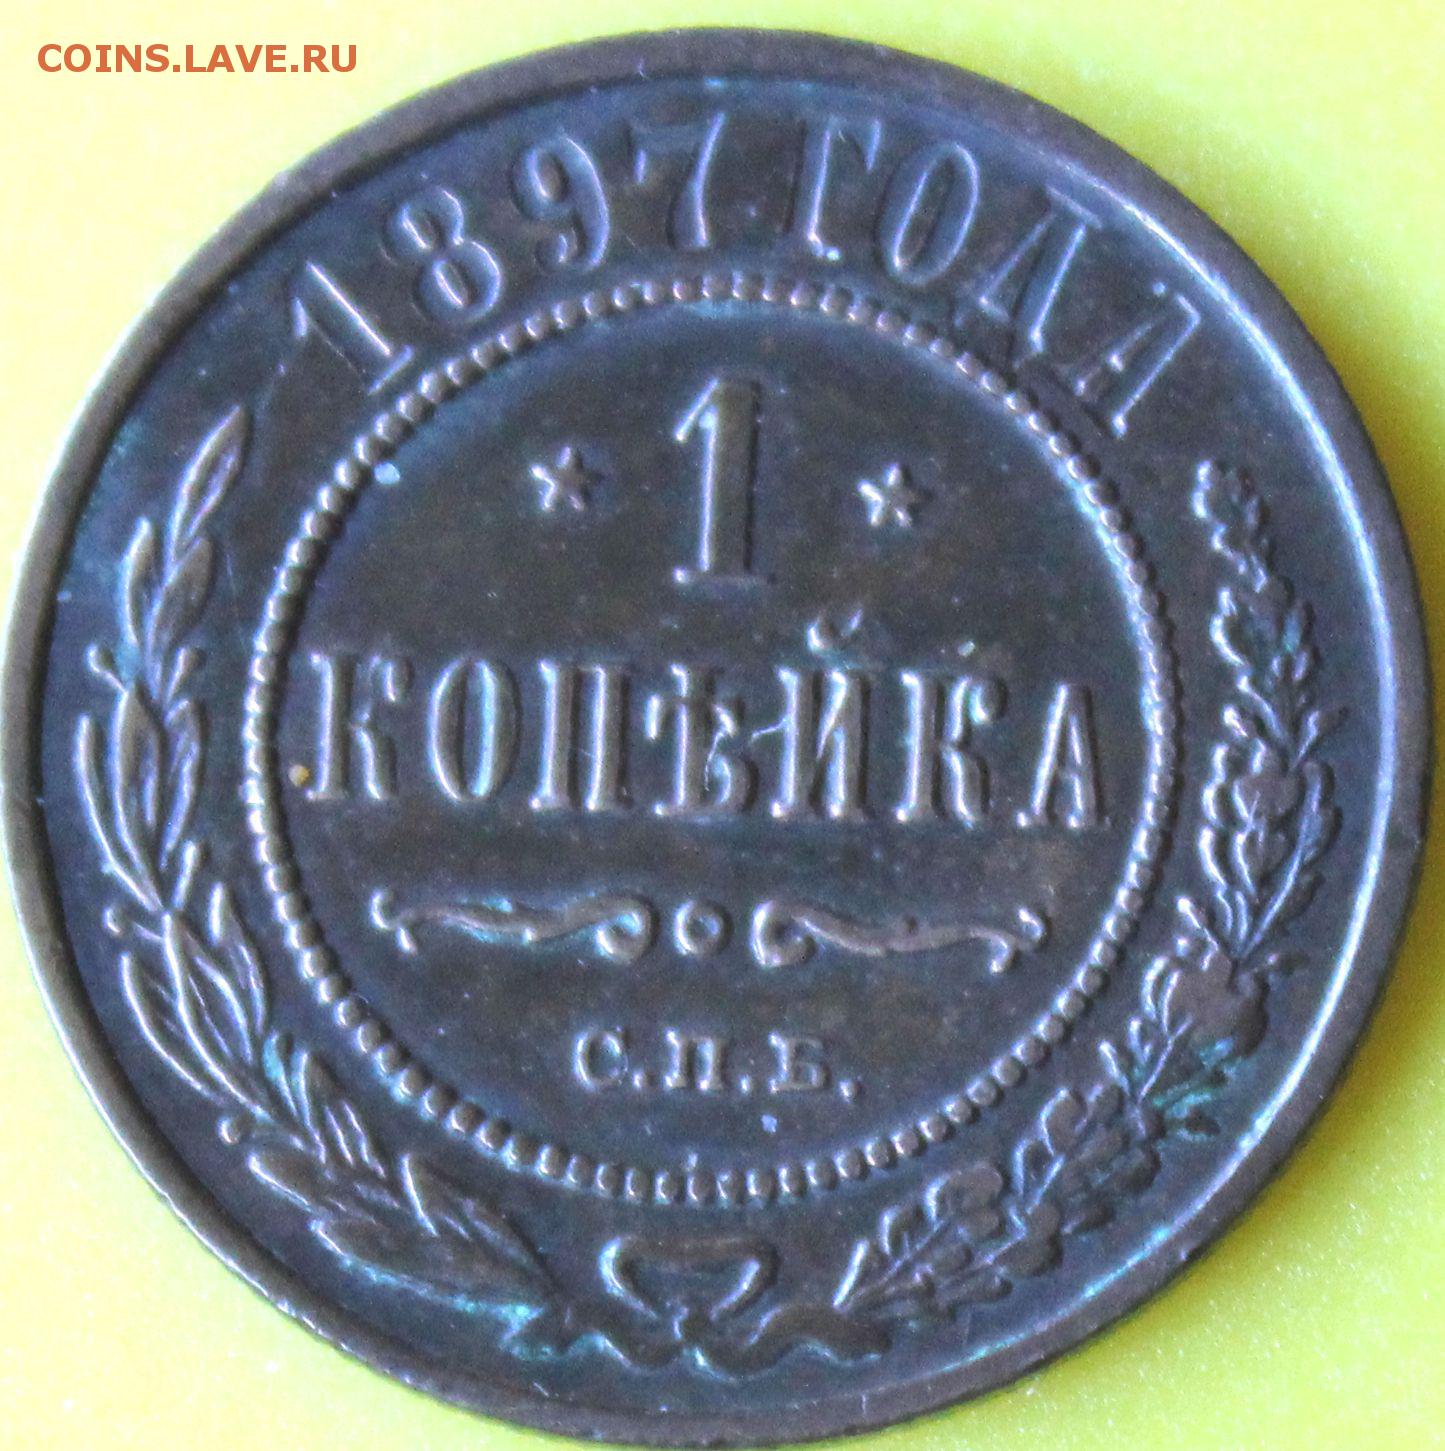 COINS.LAVE.RU
1897 ГОДА
* 1 *
КОПѢЙКА
С.П.Б.